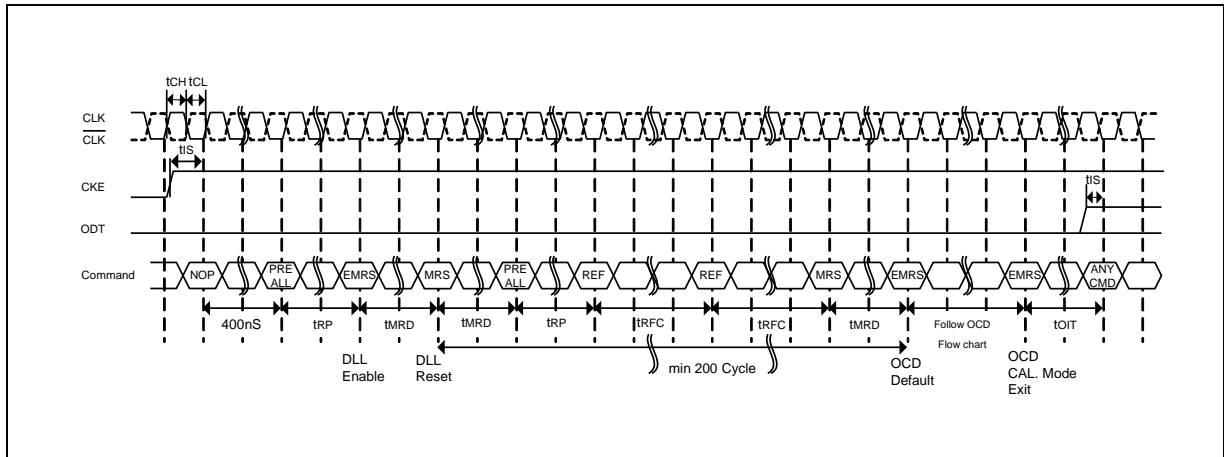 tCH tCL
CLK
CLK
tIS
CKE
tIS
ODT
Command
NOP
PRE
ALL
EMRS
MRS
PRE
ALL
REF
REF
MRS
EMRS
EMRS
ANY
CMD
400nS
tRP
tMRD
tMRD
tRP
tRFC
tRFC
tMRD
Follow OCD
Flow chart
tOIT
DLL
Enable
DLL
Reset
min 200 Cycle
OCD
Default
OCD
CAL. Mode
Exit